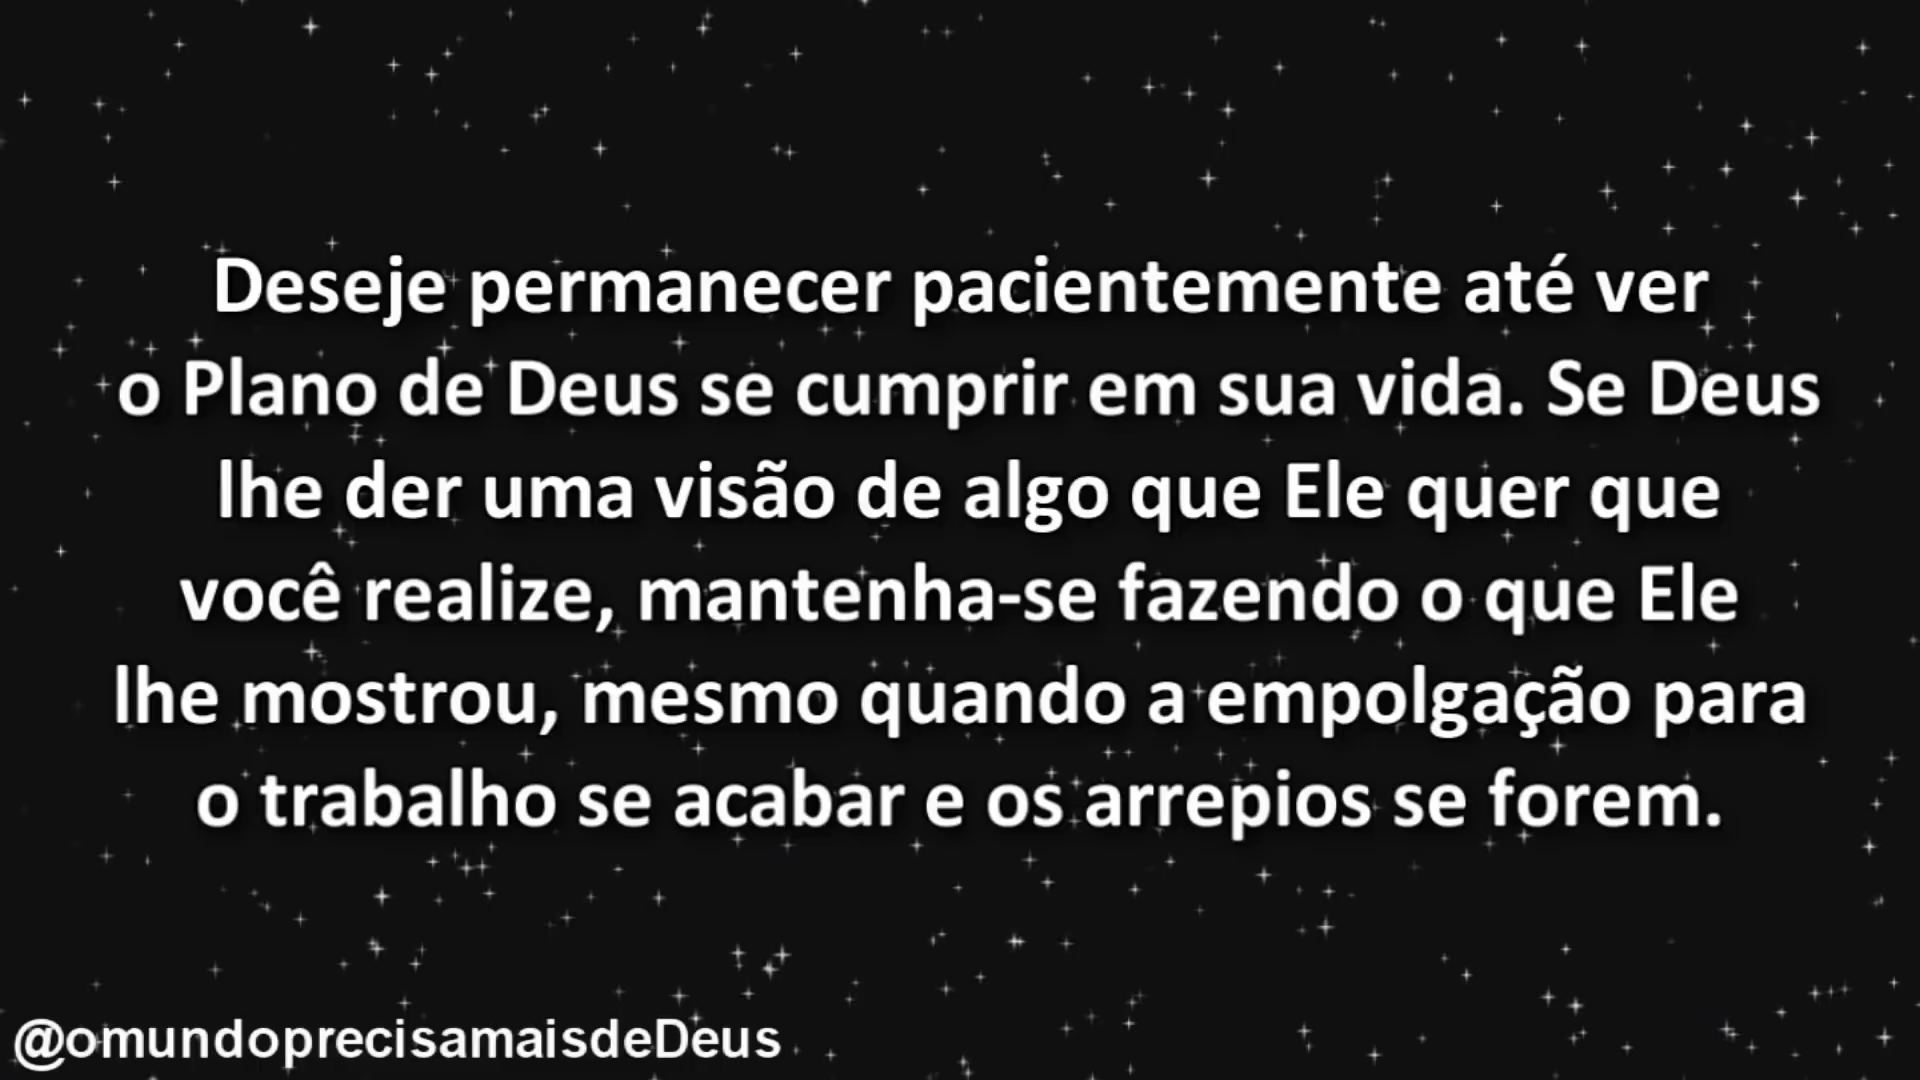 Deseje permanecer pacientemente até ver
o Plano de Deus se cumprir em sua vida. Se Deus
lhe der uma visão de algo que Ele quer que
você realize, mantenha-se fazendo o que Ele
lhe mostrou, mesmo quando a empolgação para
o trabalho se acabar e os arrepios se forem.
@omundoprecisamaisdeDeus